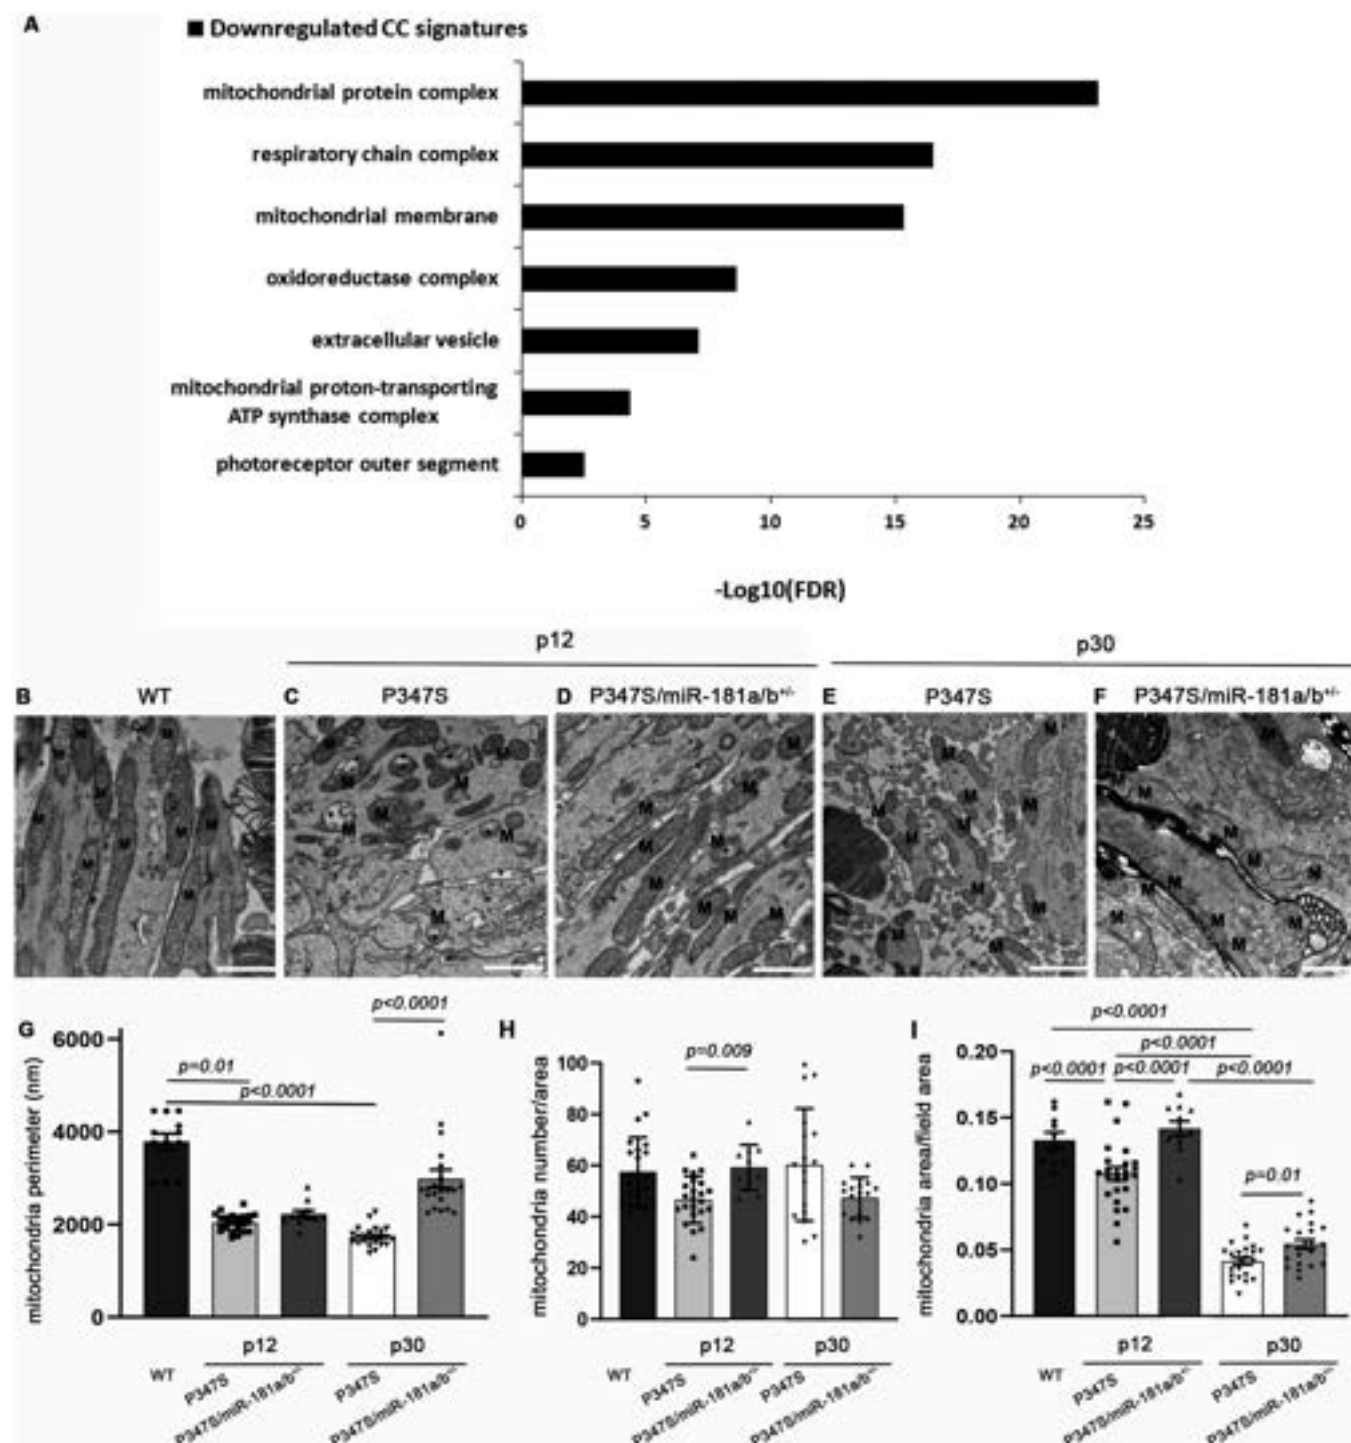 A
Downregulated CC signatures
mitochondrial protein complex
respiratory chain complex
mitochondrial membrane
oxidoreductase complex
extracellular vesicle
mitochondrial proton-transporting
ATP synthase complex
photoreceptor outer segment
0 5 10 15 20 25
-Log10(FDR)
p12 p30
B WT C P347S D P347S/miR-181a/b+/- E P347S F P347S/miR-181a/b+/-
M M M M M M M M M
M M M M M M M
M M M M M M M M
M M M M M M M M M M
M M M M M M M M M
G
mitochondria perimeter (nm)
6000
4000
2000
0
p=0.01
p<0.0001
p<0.0001
WT
P347S
P347S/miR-181a/b+/-
P347S
P347S/miR-181a/b+/-
p12 p30
H
mitochondria number/area
100
80
60
40
20
0
p=0.009
p12 p30
WT
P347S
P347S/miR-181a/b+/-
P347S
P347S/miR-181a/b+/-
I
mitochondria area/field area
0.20
0.15
0.10
0.05
0.00
p<0.0001
p<0.0001
p<0.0001 p<0.0001 p<0.0001
p=0.01
p12 p30
WT
P347S
P347S/miR-181a/b+/-
P347S
P347S/miR-181a/b+/-